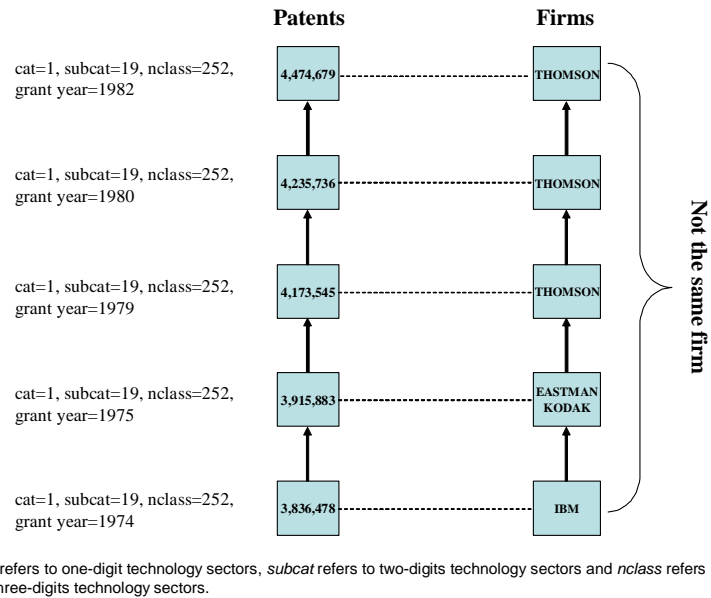 Patents
Firms
cat=1, subcat=19, nclass=252,
grant year=1982
4,474,679
THOMSON
cat=1, subcat=19, nclass=252,
grant year=1980
4,235,736
THOMSON
cat=1, subcat=19, nclass=252,
grant year=1979
4,173,545
THOMSON
cat=1, subcat=19, nclass=252,
grant year=1975
3,915,883
EASTMAN
KODAK
cat=1, subcat=19, nclass=252,
grant year=1974
3,836,478
IBM
Not the same firm
refers to one-digit technology sectors, subcat refers to two-digits technology sectors and nclass refers
hree-digits technology sectors.